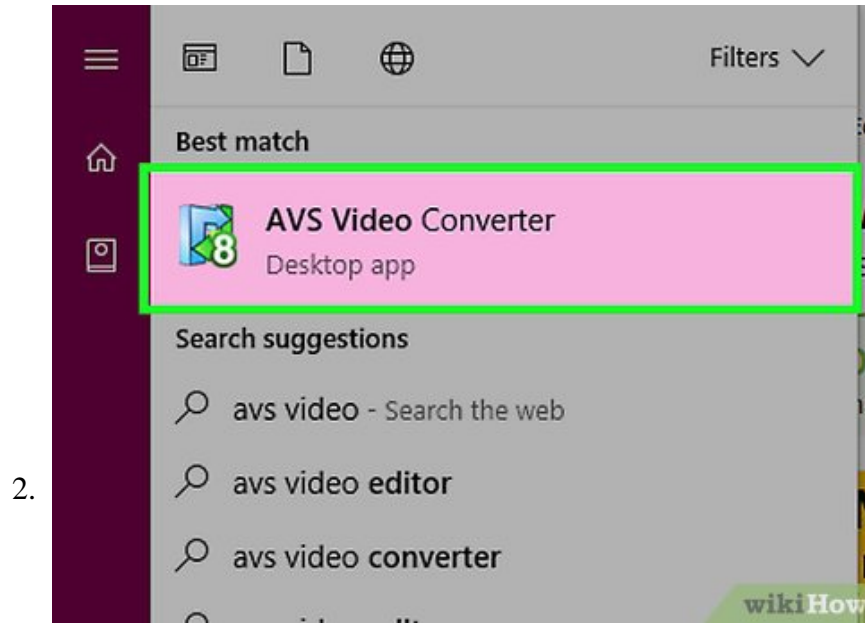 Filters
Best match
AVS Video Converter
Desktop app
8
Search suggestions
avs video - Search the web
2.
avs video editor
avs video converter
wikiHow